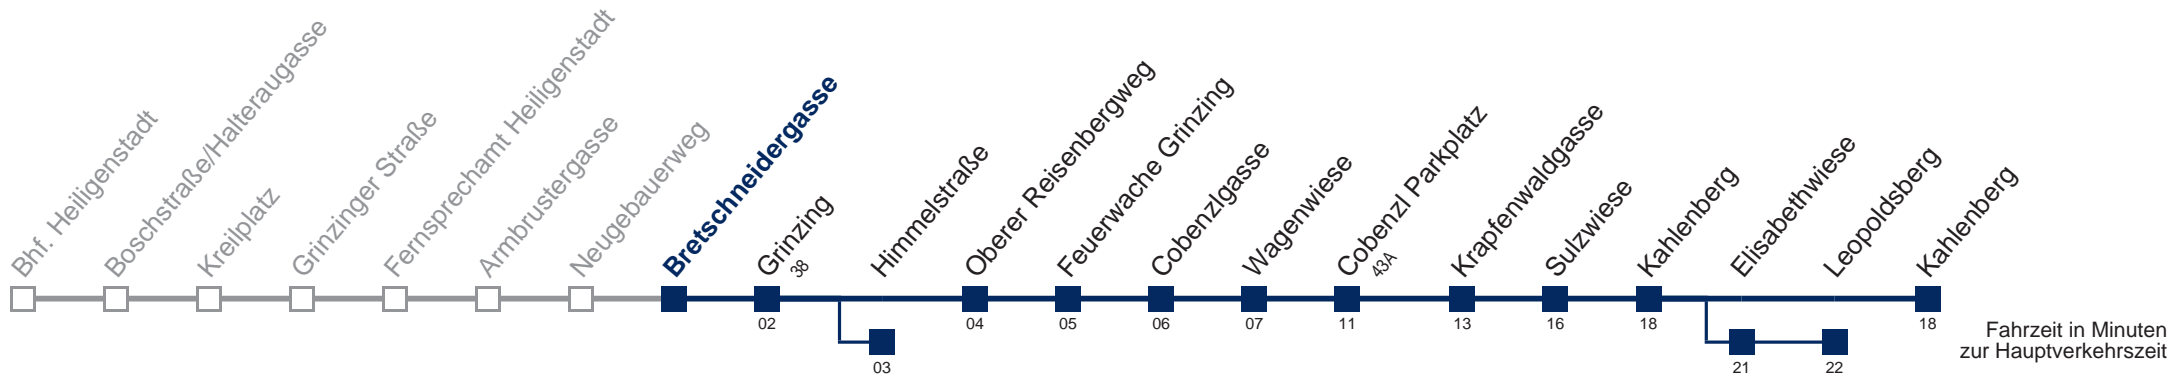 Bhf. Heiligenstadt
Boschstraße/Halteraugasse
Kreilplatz
Grinzinger Straße
Fernsprechamt Heiligenstadt
Armbrustergasse
Neugebauerweg
Bretschneidergasse
Grinzing
38
Himmelstraße
Oberer Reisenbergweg
Feuerwache Grinzing
Cobenzlgasse
Wagenwiese
Cobenzl Parkplatz
43A
Krapfenwaldgasse
Sulzwiese
Kahlenberg
Elisabethwiese
Leopoldsberg
Kahlenberg
02
03
04
05
06
07
11
13
16
18
21
22
18
Fahrzeit in Minuten
zur Hauptverkehrszeit